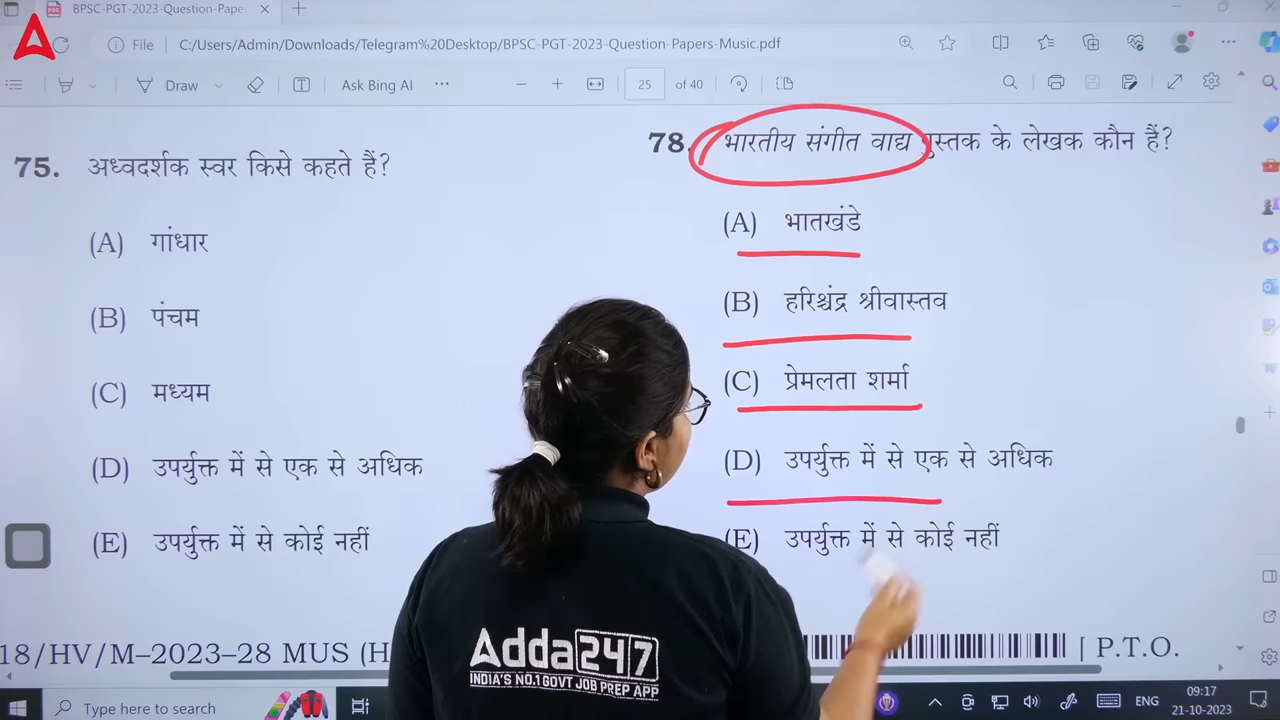 BPSC-PGT-2023-Question-Paper
File C:/Users/Admin/Downloads/Telegram%20Desktop/BPSC-PGT-2023-Question-Papers-Music.pdf
Draw Ask Bing AI 25 of 40
75. अध्वदर्शक स्वर किसे कहते हैं?
(A) गांधार
(B) पंचम
(C) मध्यम
(D) उपर्युक्त में से एक से अधिक
(E) उपर्युक्त में से कोई नहीं
78. भारतीय संगीत वाद्य पुस्तक के लेखक कौन हैं?
(A) भातखंडे
(B) हरिश्चंद्र श्रीवास्तव
(C) प्रेमलता शर्मा
(D) उपर्युक्त में से एक से अधिक
(E) उपर्युक्त में से कोई नहीं
18/HV/M–2023–28 MUS (H
[ P.T.O.
Adda247
INDIA'S NO.1 GOVT JOB PREP APP
Type here to search
ENG
09:17
21-10-2023